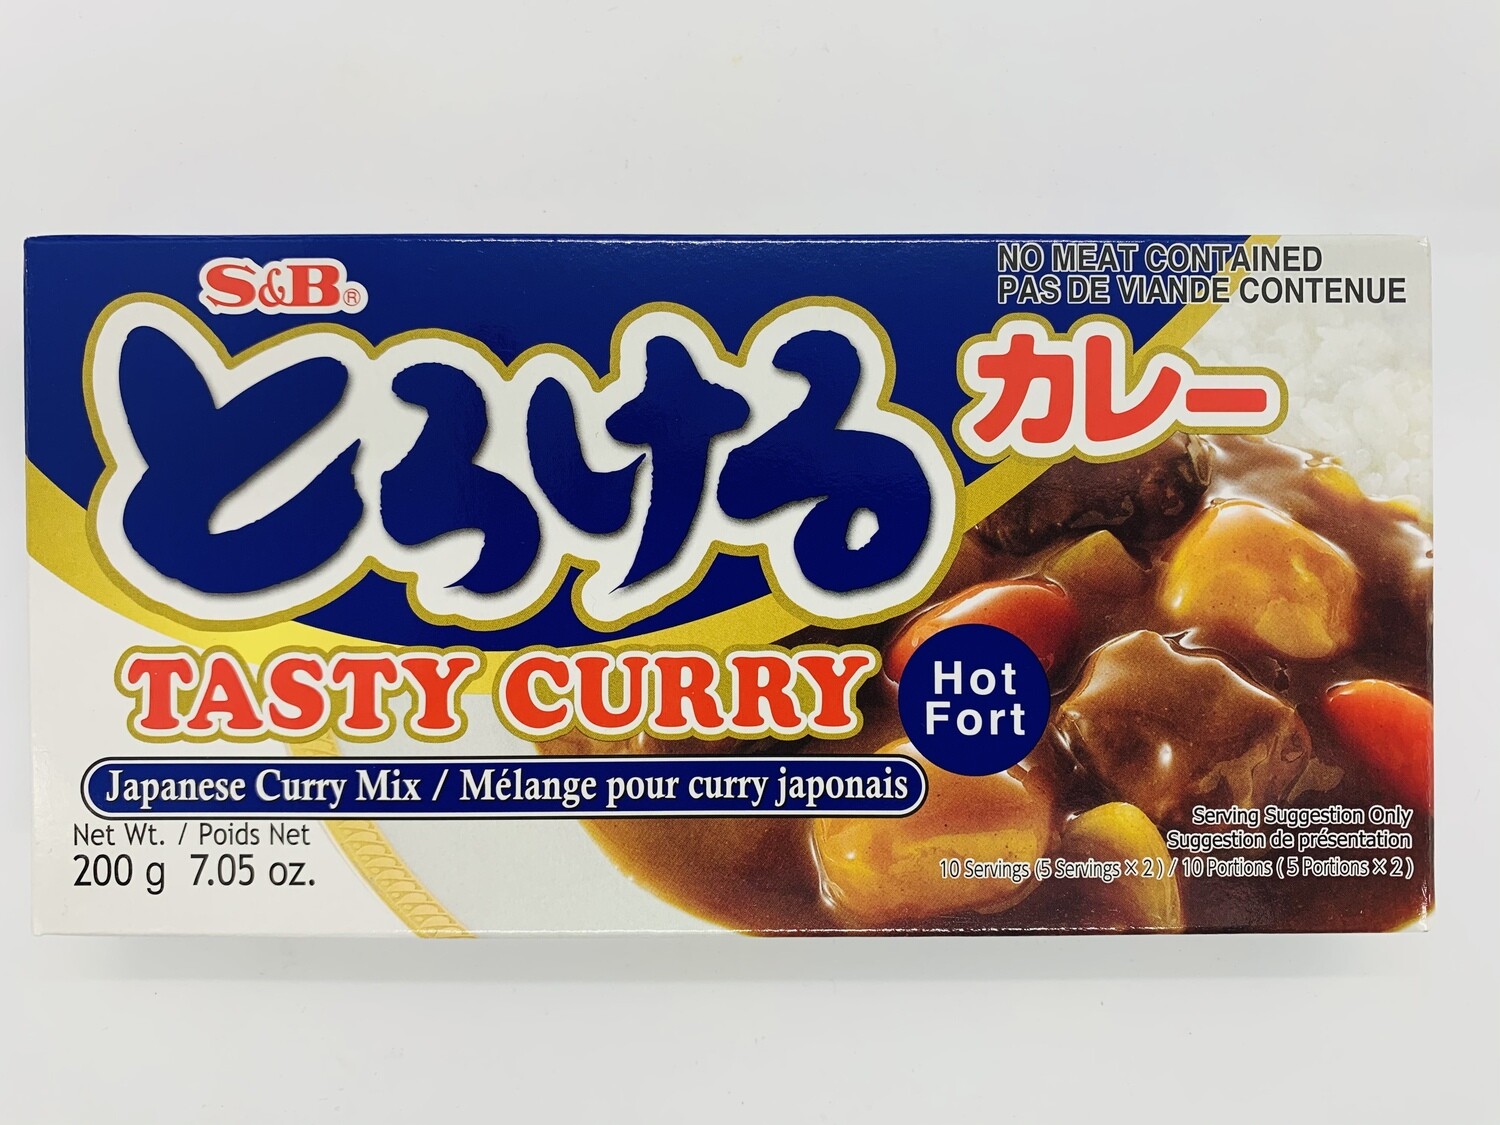 S&B®
NO MEAT CONTAINED
PAS DE VIANDE CONTENUE
とろける
カレー
TASTY CURRY
Hot
Fort
Japanese Curry Mix / Mélange pour curry japonais
Net Wt. / Poids Net
200 g 7.05 oz.
Serving Suggestion Only
Suggestion de présentation
10 Servings (5 Servings × 2) / 10 Portions (5 Portions × 2)